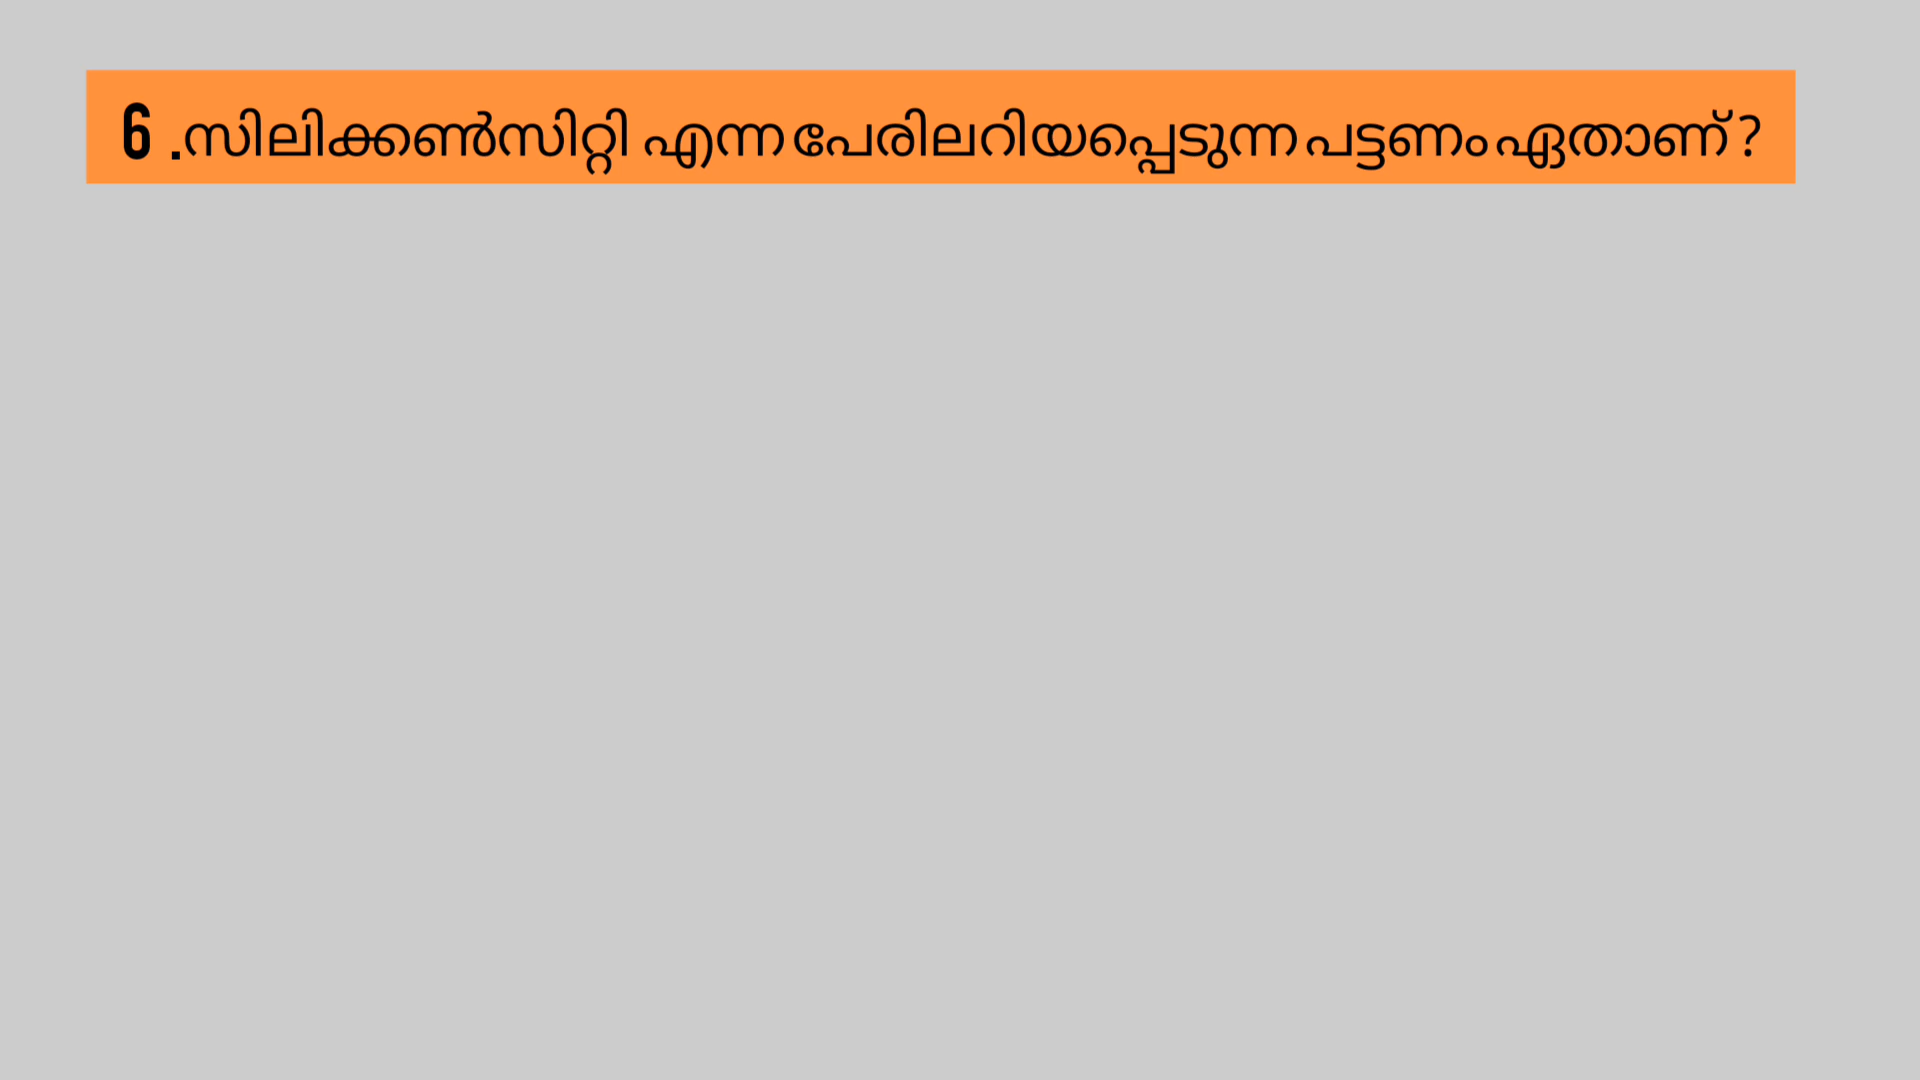 6 .സിലിക്കൺസിറ്റി എന്ന പേരിലറിയപ്പെടുന്ന പട്ടണം ഏതാണ് ?